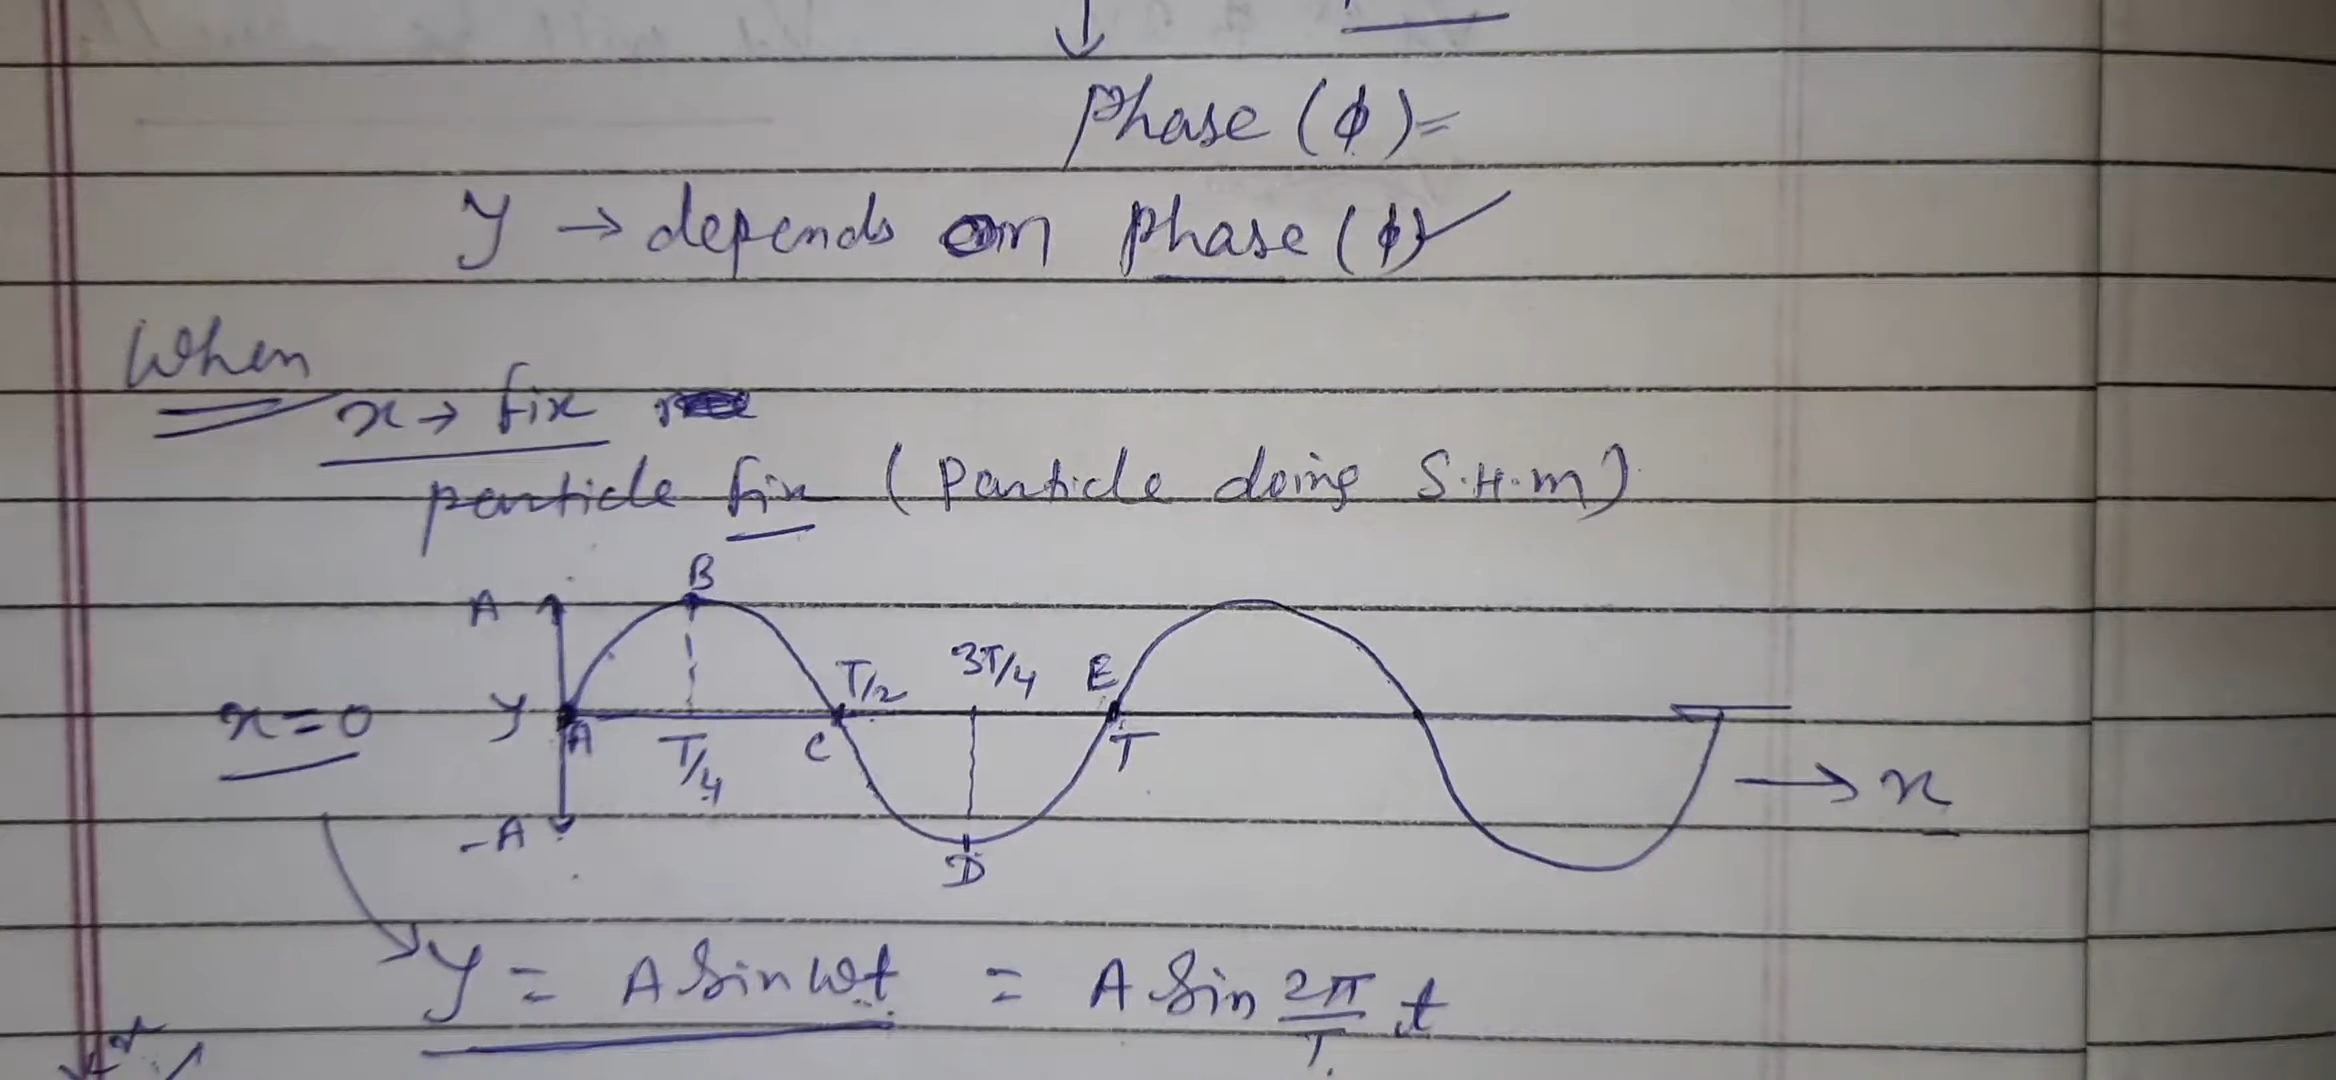 Phase (ϕ)=
y → depends on phase (ϕ)
When
x → fix
particle fix (Particle doing S.H.M)
B
A
T/2 3T/4 E
x=0 y A T/4 C T → x
-A D
y = A sin ωt = A sin 2π/T t